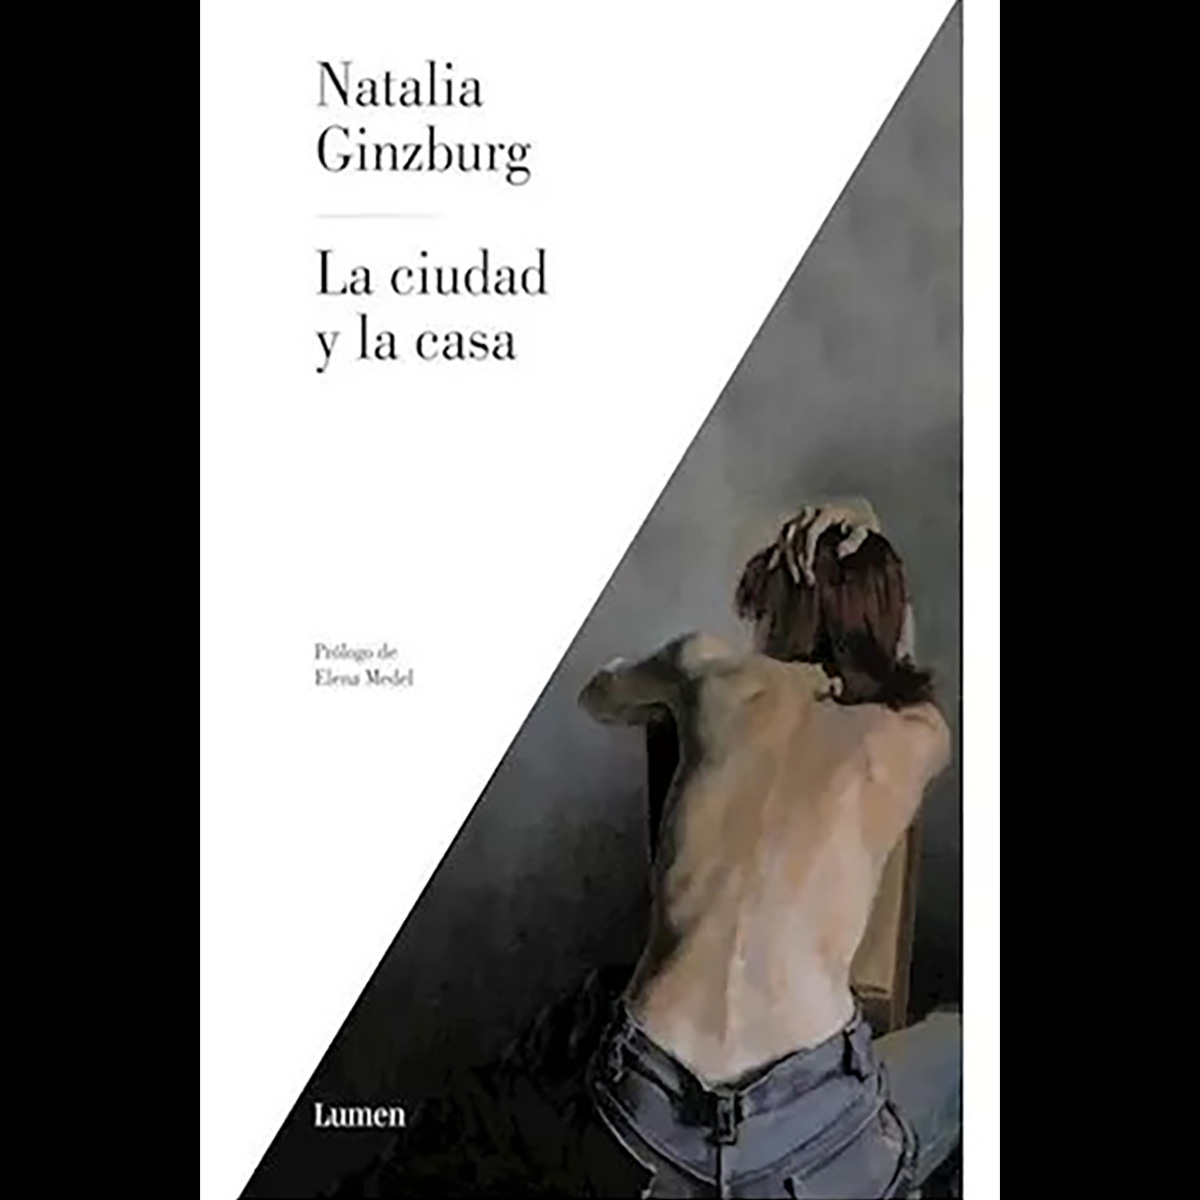 Natalia
Ginzburg
La ciudad
y la casa
Prólogo de
Elena Medel
Lumen